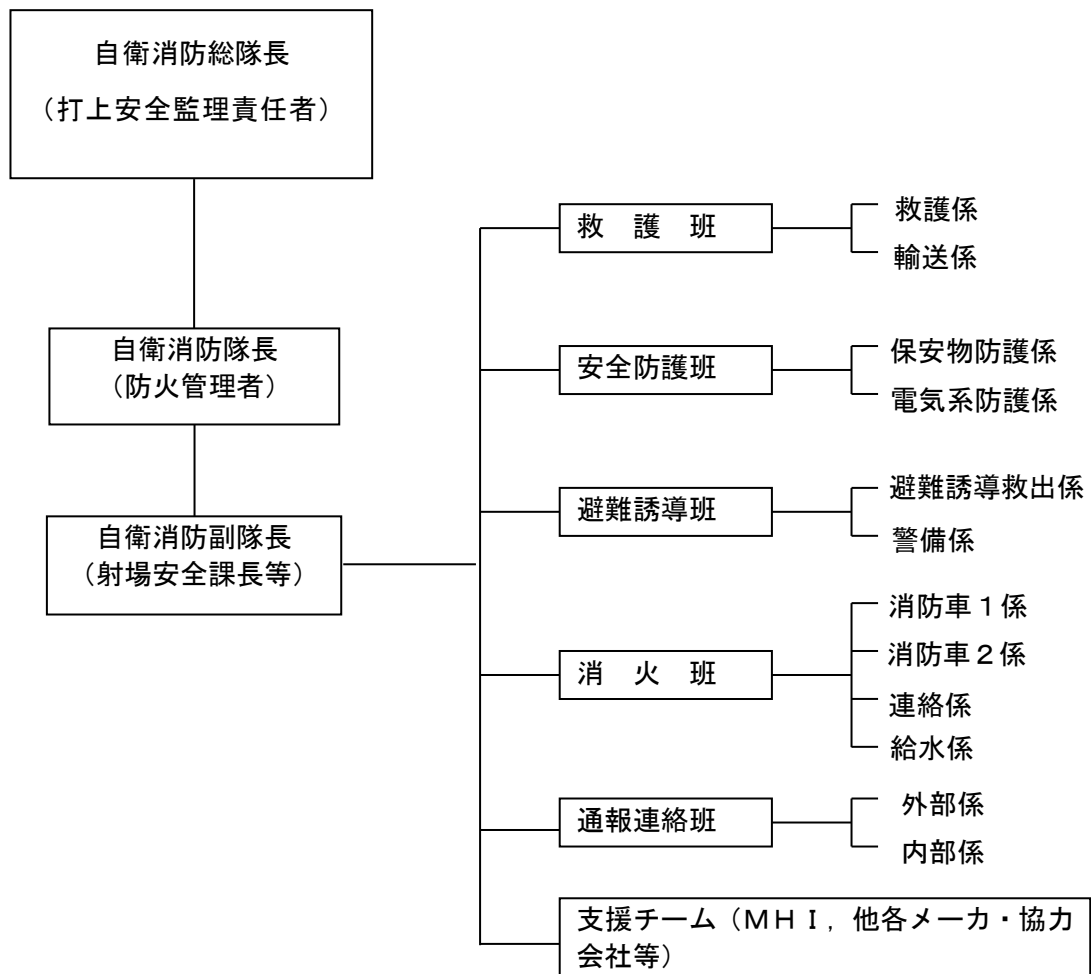 自衛消防総隊長
（打上安全監理責任者）
自衛消防隊長
（防火管理者）
自衛消防副隊長
（射場安全課長等）
救　護　班
救護係
輸送係
安全防護班
保安物防護係
電気系防護係
避難誘導班
避難誘導救出係
警備係
消　火　班
消防車１係
消防車２係
連絡係
給水係
通報連絡班
外部係
内部係
支援チーム（ＭＨＩ，他各メーカ・協力
会社等）